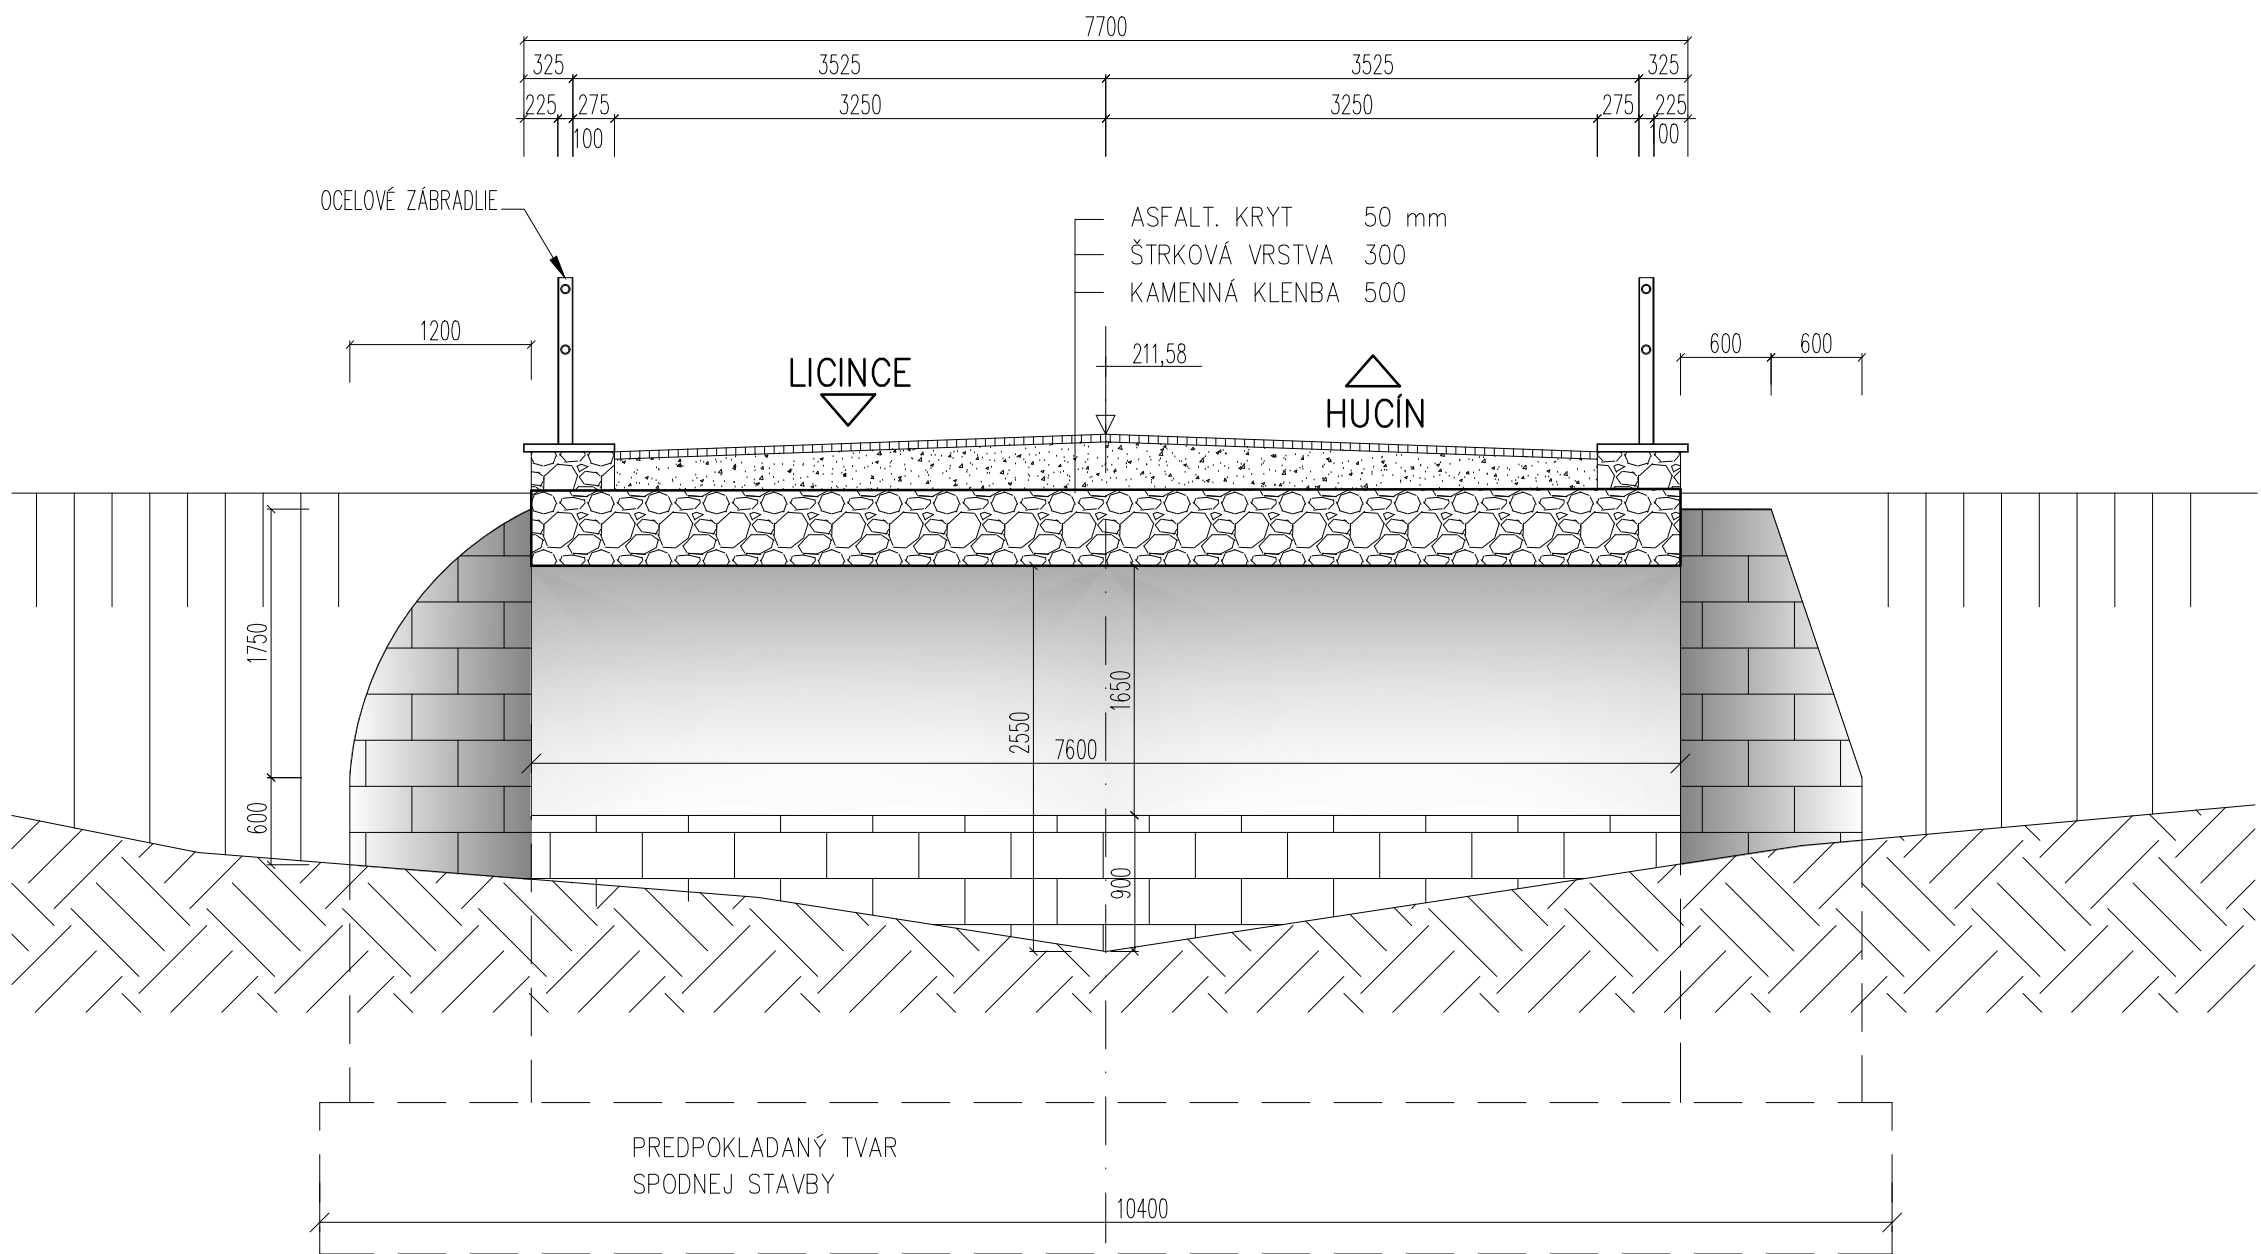 7700
325 3525 3525 325
225 275 3250 3250 275 225
100 00
OCELOVÉ ZÁBRADLIE
ASFALT. KRYT 50 mm
ŠTRKOVÁ VRSTVA 300
KAMENNÁ KLENBA 500
1200
211,58
600 600
LICINCE
HUCÍN
1750
1650
2550
7600
600
900
PREDPOKLADANÝ TVAR
SPODNEJ STAVBY
10400